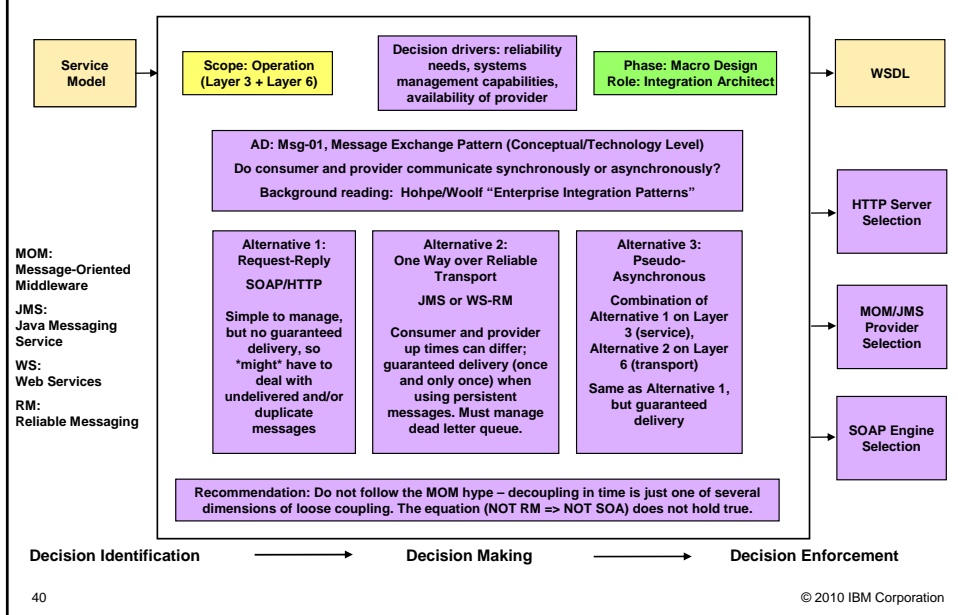 Service
Model
Scope: Operation
(Layer 3 + Layer 6)
Decision drivers: reliability
needs, systems
management capabilities,
availability of provider
Phase: Macro Design
Role: Integration Architect
WSDL
AD: Msg-01, Message Exchange Pattern (Conceptual/Technology Level)
Do consumer and provider communicate synchronously or asynchronously?
Background reading: Hohpe/Woolf “Enterprise Integration Patterns”
HTTP Server
Selection
MOM:
Message-Oriented
Middleware
JMS:
Java Messaging
Service
WS:
Web Services
RM:
Reliable Messaging
Alternative 1:
Request-Reply
SOAP/HTTP
Simple to manage,
but no guaranteed
delivery, so
*might* have to
deal with
undelivered and/or
duplicate
messages
Alternative 2:
One Way over Reliable
Transport
JMS or WS-RM
Consumer and provider
up times can differ;
guaranteed delivery (once
and only once) when
using persistent
messages. Must manage
dead letter queue.
Alternative 3:
Pseudo-
Asynchronous
Combination of
Alternative 1 on Layer
3 (service),
Alternative 2 on Layer
6 (transport)
Same as Alternative 1,
but guaranteed
delivery
MOM/JMS
Provider
Selection
SOAP Engine
Selection
Recommendation: Do not follow the MOM hype – decoupling in time is just one of several
dimensions of loose coupling. The equation (NOT RM => NOT SOA) does not hold true.
Decision Identification
Decision Making
Decision Enforcement
40
© 2010 IBM Corporation